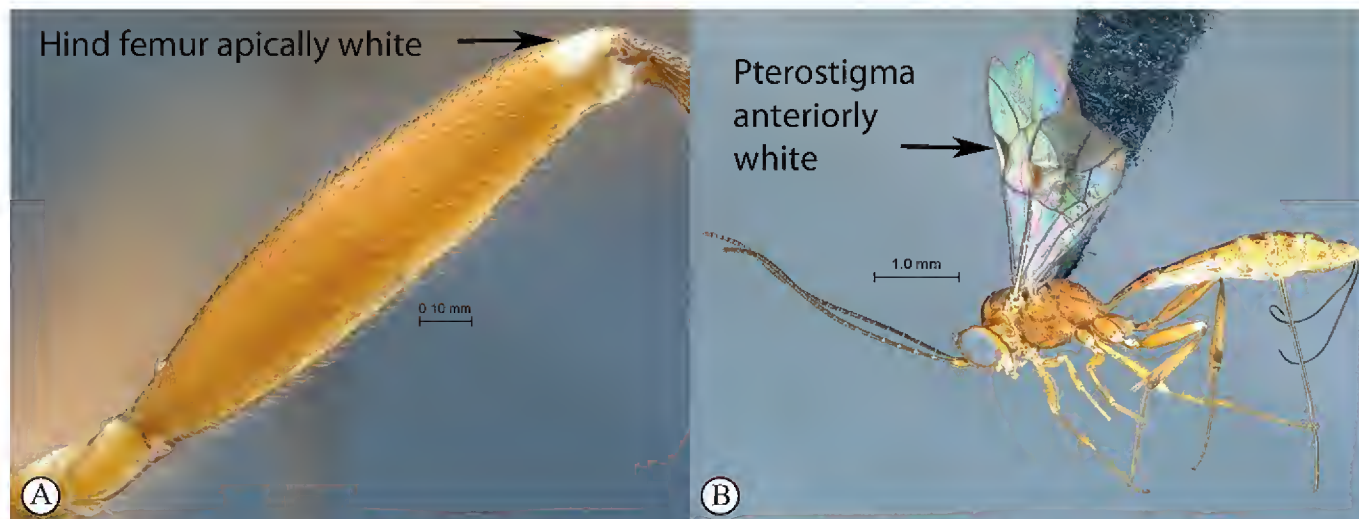 Hind femur apically white
Pterostigma
anteriorly
white
1.0 mm
0.10 mm
A
B